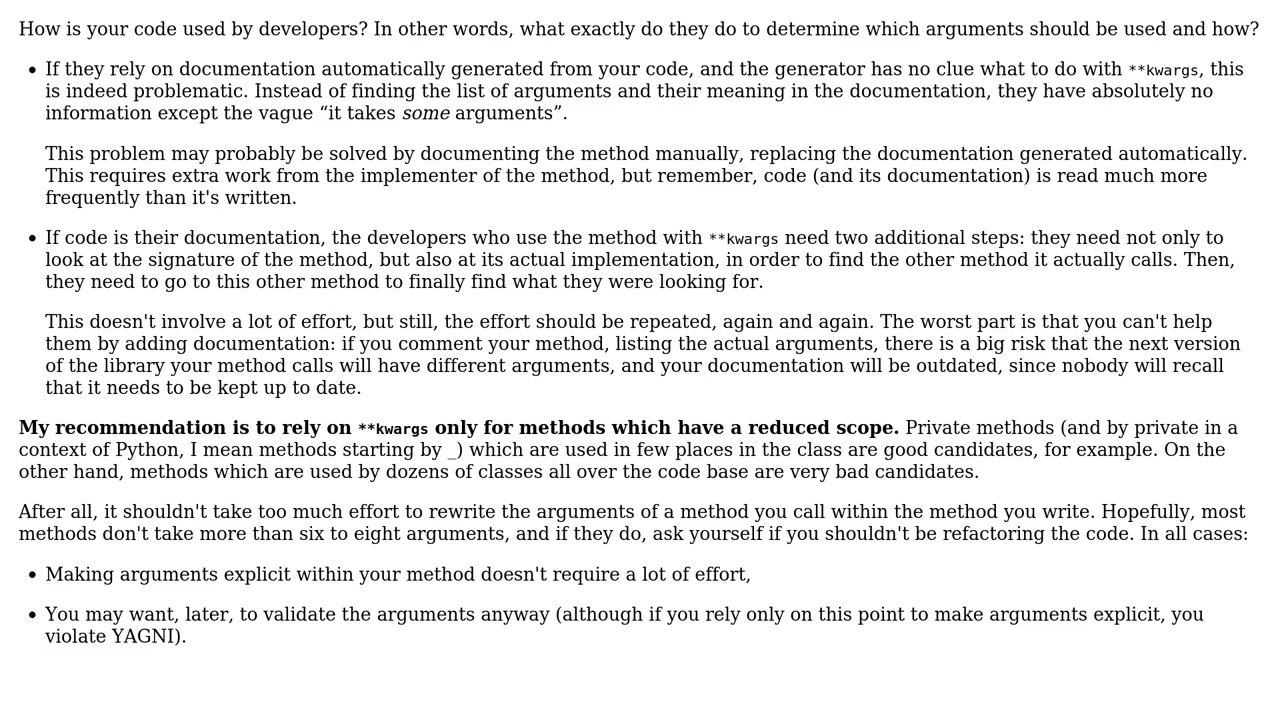 How is your code used by developers? In other words, what exactly do they do to determine which arguments should be used and how?
• If they rely on documentation automatically generated from your code, and the generator has no clue what to do with **kwargs, this
is indeed problematic. Instead of finding the list of arguments and their meaning in the documentation, they have absolutely no
information except the vague “it takes some arguments”.
This problem may probably be solved by documenting the method manually, replacing the documentation generated automatically.
This requires extra work from the implementer of the method, but remember, code (and its documentation) is read much more
frequently than it's written.
• If code is their documentation, the developers who use the method with **kwargs need two additional steps: they need not only to
look at the signature of the method, but also at its actual implementation, in order to find the other method it actually calls. Then,
they need to go to this other method to finally find what they were looking for.
This doesn't involve a lot of effort, but still, the effort should be repeated, again and again. The worst part is that you can't help
them by adding documentation: if you comment your method, listing the actual arguments, there is a big risk that the next version
of the library your method calls will have different arguments, and your documentation will be outdated, since nobody will recall
that it needs to be kept up to date.
My recommendation is to rely on **kwargs only for methods which have a reduced scope. Private methods (and by private in a
context of Python, I mean methods starting by _) which are used in few places in the class are good candidates, for example. On the
other hand, methods which are used by dozens of classes all over the code base are very bad candidates.
After all, it shouldn't take too much effort to rewrite the arguments of a method you call within the method you write. Hopefully, most
methods don't take more than six to eight arguments, and if they do, ask yourself if you shouldn't be refactoring the code. In all cases:
• Making arguments explicit within your method doesn't require a lot of effort,
• You may want, later, to validate the arguments anyway (although if you rely only on this point to make arguments explicit, you
violate YAGNI).